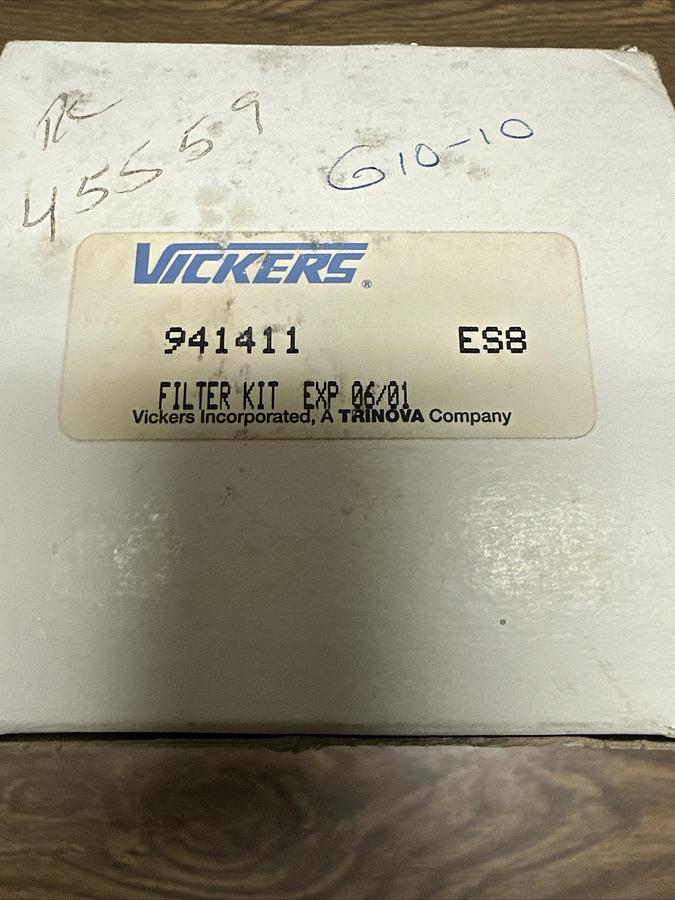 45559
G10-10
VICKERS®
941411 ES8
FILTER KIT EXP 06/01
Vickers Incorporated, A TRINOVA Company